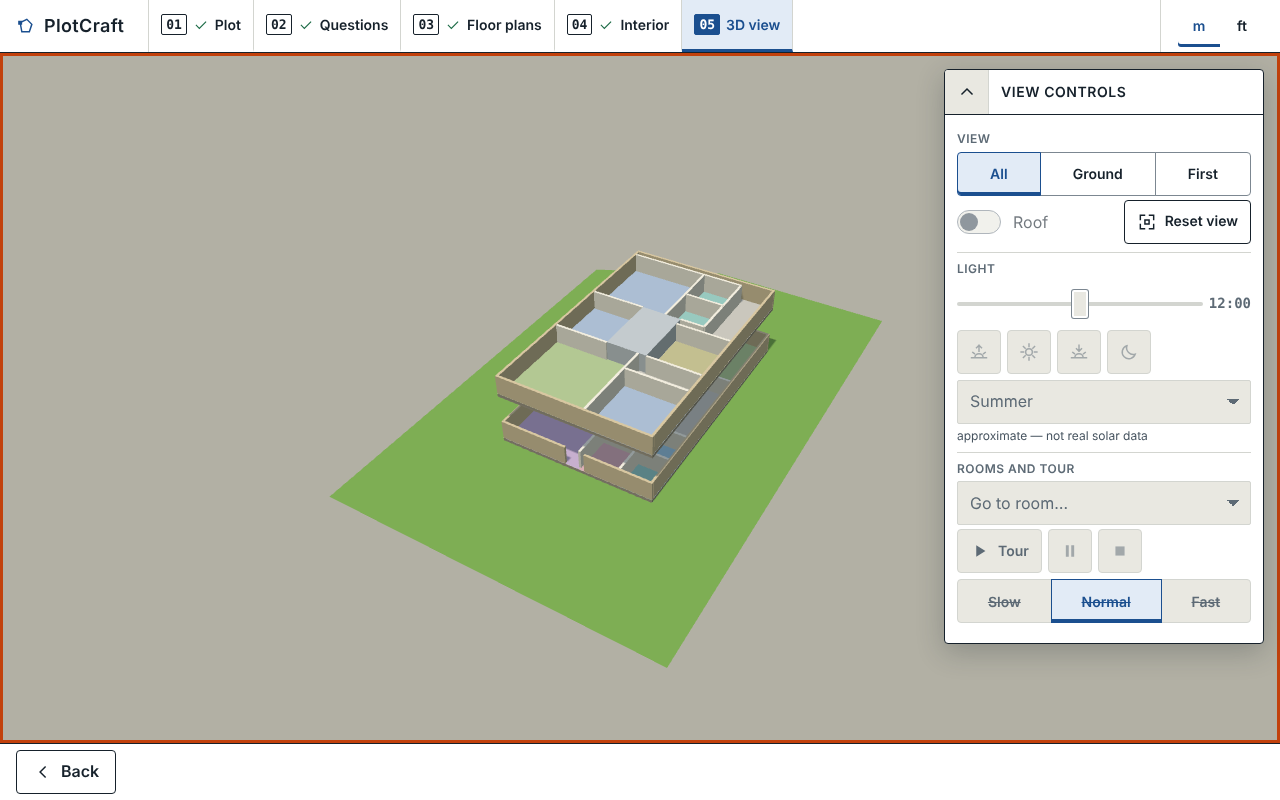 PlotCraft
01 Plot
02 Questions
03 Floor plans
04 Interior
05 3D view
m
ft
VIEW CONTROLS
VIEW
All
Ground
First
Roof
Reset view
LIGHT
12:00
Summer
approximate — not real solar data
ROOMS AND TOUR
Go to room...
Tour
Slow
Normal
Fast
Back